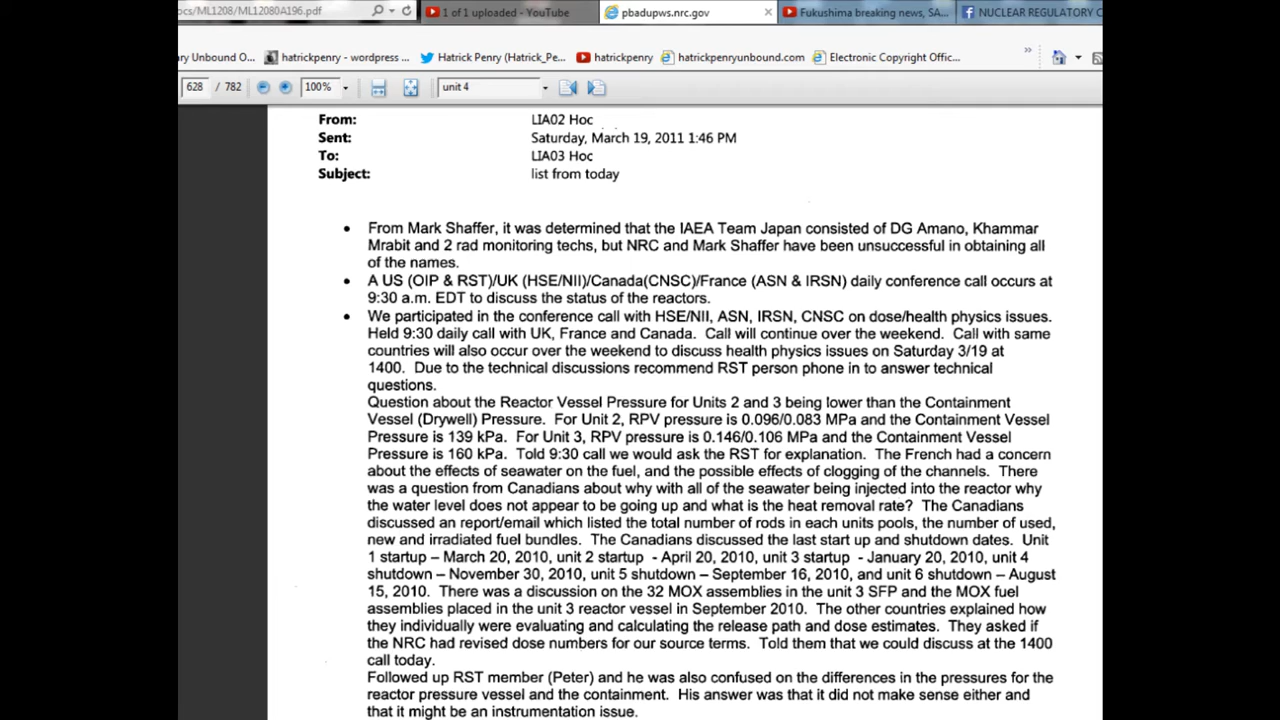 ocs/ML1208/ML12080A196.pdf
1 of 1 uploaded - YouTube
pbadupws.nrc.gov
Fukushima breaking news, SA...
NUCLEAR REGULATORY C
ary Unbound O...
hatrickpenry - wordpress ...
Hatrick Penry (Hatrick_Pe...
hatrickpenry
hatrickpenryunbound.com
Electronic Copyright Offic...
628 / 782
100%
unit 4
From: LIA02 Hoc
Sent: Saturday, March 19, 2011 1:46 PM
To: LIA03 Hoc
Subject: list from today
• From Mark Shaffer, it was determined that the IAEA Team Japan consisted of DG Amano, Khammar
Mrabit and 2 rad monitoring techs, but NRC and Mark Shaffer have been unsuccessful in obtaining all
of the names.
• A US (OIP & RST)/UK (HSE/NII)/Canada(CNSC)/France (ASN & IRSN) daily conference call occurs at
9:30 a.m. EDT to discuss the status of the reactors.
• We participated in the conference call with HSE/NII, ASN, IRSN, CNSC on dose/health physics issues.
Held 9:30 daily call with UK, France and Canada. Call will continue over the weekend. Call with same
countries will also occur over the weekend to discuss health physics issues on Saturday 3/19 at
1400. Due to the technical discussions recommend RST person phone in to answer technical
questions.
Question about the Reactor Vessel Pressure for Units 2 and 3 being lower than the Containment
Vessel (Drywell) Pressure. For Unit 2, RPV pressure is 0.096/0.083 MPa and the Containment Vessel
Pressure is 139 kPa. For Unit 3, RPV pressure is 0.146/0.106 MPa and the Containment Vessel
Pressure is 160 kPa. Told 9:30 call we would ask the RST for explanation. The French had a concern
about the effects of seawater on the fuel, and the possible effects of clogging of the channels. There
was a question from Canadians about why with all of the seawater being injected into the reactor why
the water level does not appear to be going up and what is the heat removal rate? The Canadians
discussed an report/email which listed the total number of rods in each units pools, the number of used,
new and irradiated fuel bundles. The Canadians discussed the last start up and shutdown dates. Unit
1 startup – March 20, 2010, unit 2 startup - April 20, 2010, unit 3 startup - January 20, 2010, unit 4
shutdown – November 30, 2010, unit 5 shutdown – September 16, 2010, and unit 6 shutdown – August
15, 2010. There was a discussion on the 32 MOX assemblies in the unit 3 SFP and the MOX fuel
assemblies placed in the unit 3 reactor vessel in September 2010. The other countries explained how
they individually were evaluating and calculating the release path and dose estimates. They asked if
the NRC had revised dose numbers for our source terms. Told them that we could discuss at the 1400
call today.
Followed up RST member (Peter) and he was also confused on the differences in the pressures for the
reactor pressure vessel and the containment. His answer was that it did not make sense either and
that it might be an instrumentation issue.